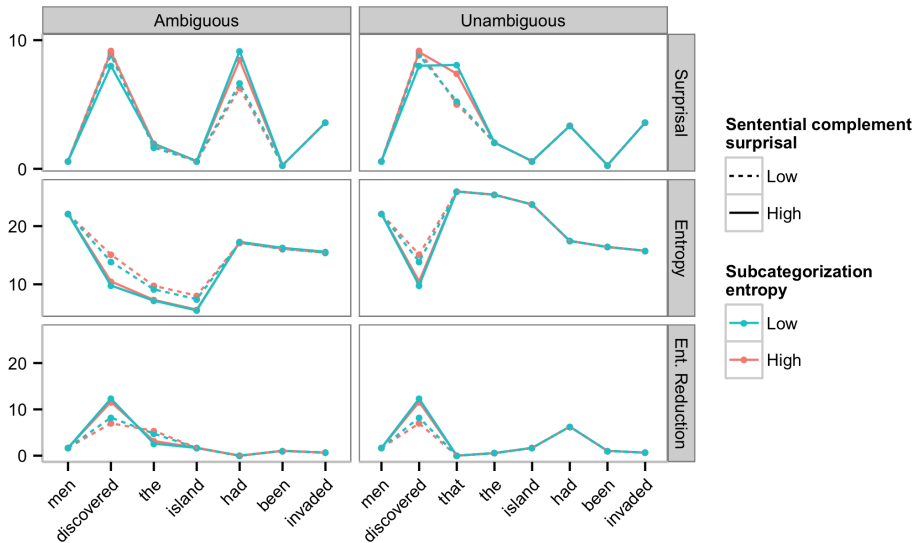 Ambiguous
Unambiguous
10
0
Surprisal
20
10
Entropy
20
10
0
Ent. Reduction
men
discovered
the
island
had
been
invaded
men
discovered
that
the
island
had
been
invaded
Sentential complement
surprisal
Low
High
Subcategorization
entropy
Low
High